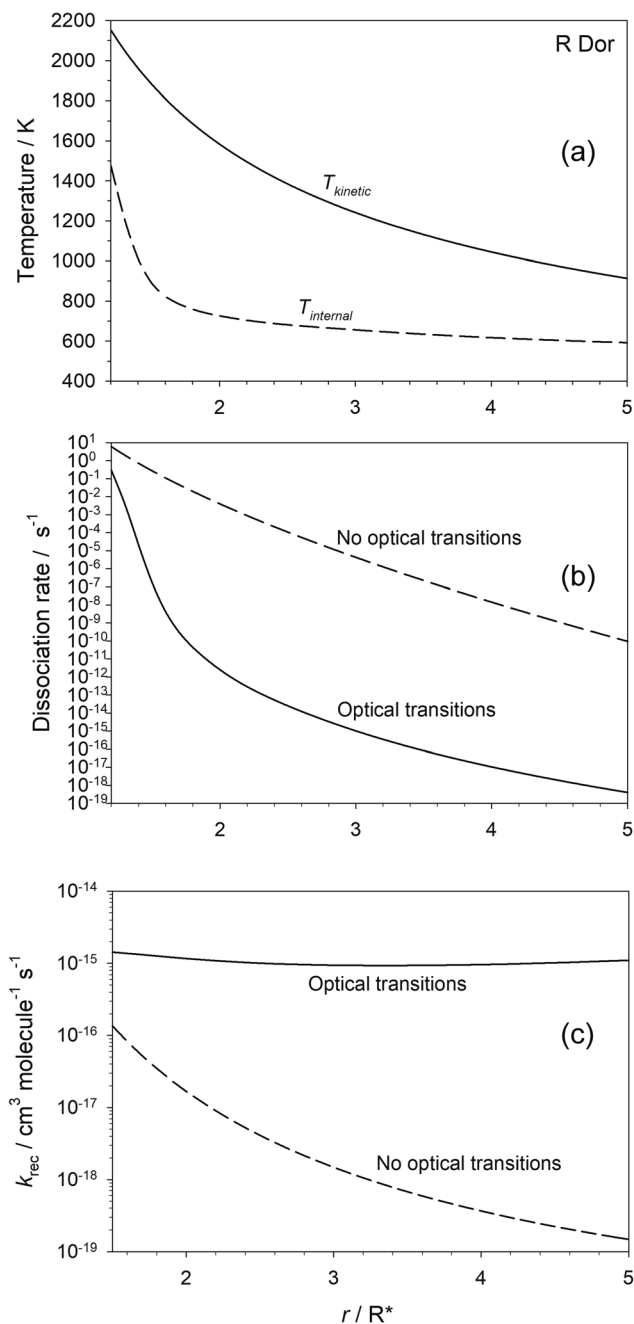 2200
R Dor
2000
1800
(a)
1600
T kinetic
1400
Temperature / K
1200
1000
800
T internal
600
400
2 3 4 5
10^1
10^0
10^-1
10^-2
10^-3
10^-4
No optical transitions
10^-5
10^-6
(b)
10^-7
Dissociation rate / s^-1
10^-8
10^-9
10^-10
10^-11
10^-12
10^-13
Optical transitions
10^-14
10^-15
10^-16
10^-17
10^-18
10^-19
2 3 4 5
10^-14
10^-15
Optical transitions
10^-16
(c)
k_rec / cm^3 molecule^-1 s^-1
10^-17
No optical transitions
10^-18
10^-19
2 3 4 5
r / R*